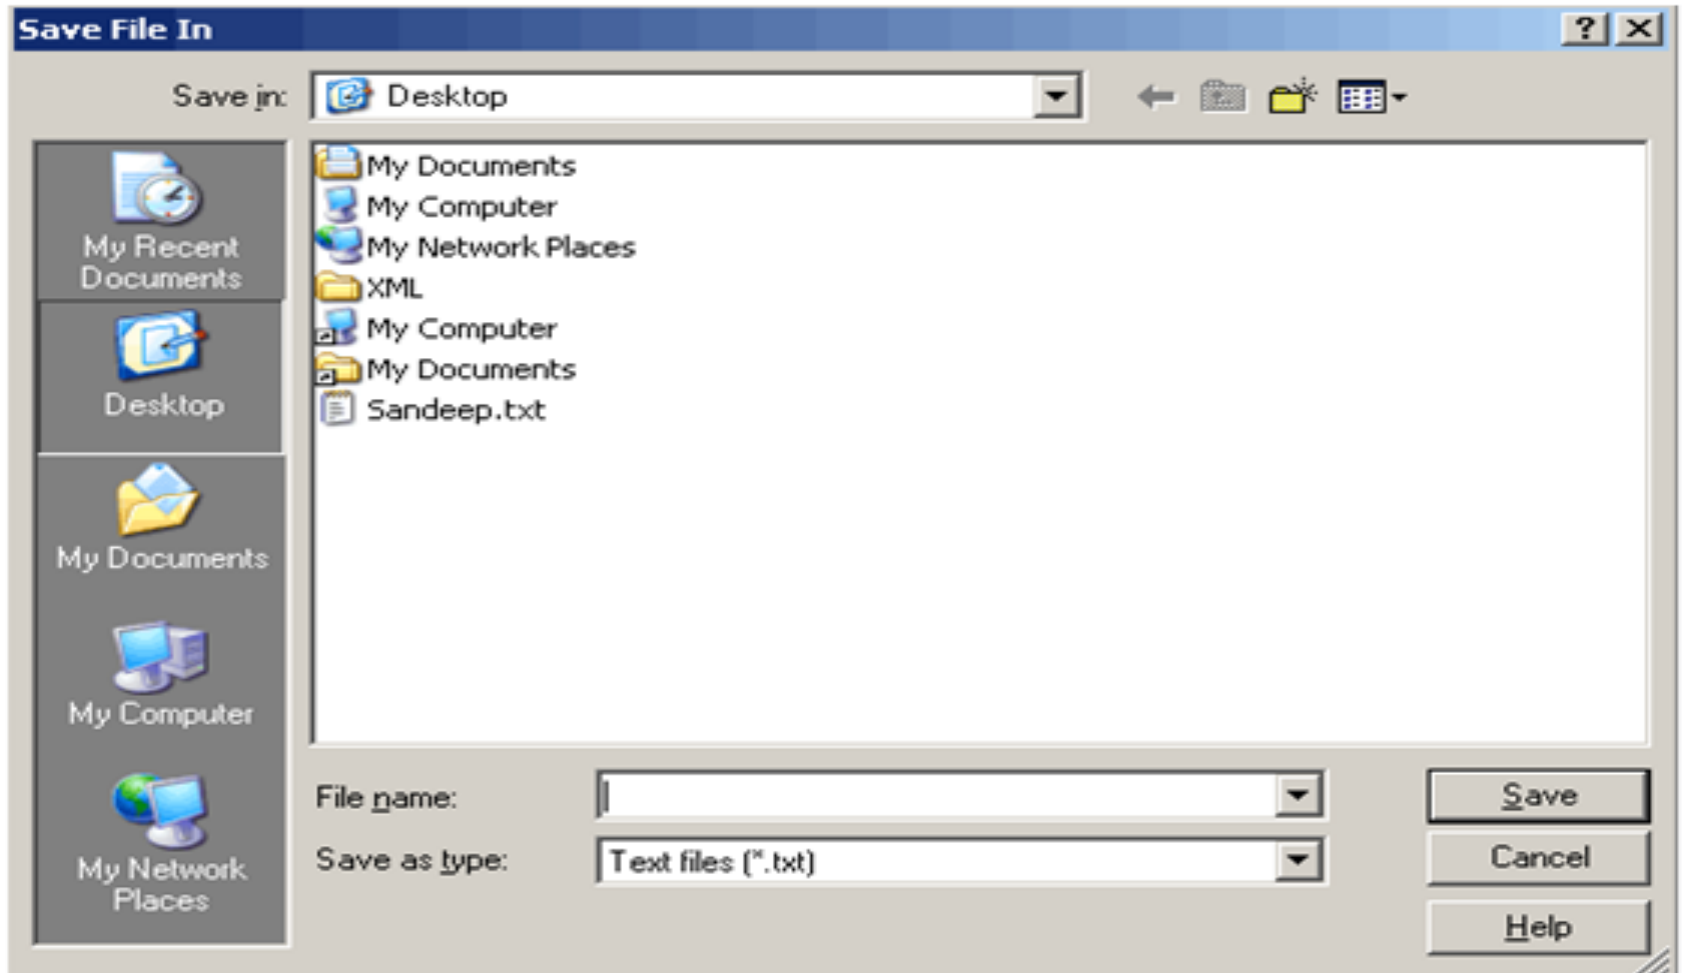 Save File In
Save in: Desktop
My Recent
Documents
Desktop
My Documents
My Computer
My Network
Places
My Documents
My Computer
My Network Places
XML
My Computer
My Documents
Sandeep.txt
File name:
Save
Save as type: Text files (*.txt)
Cancel
Help